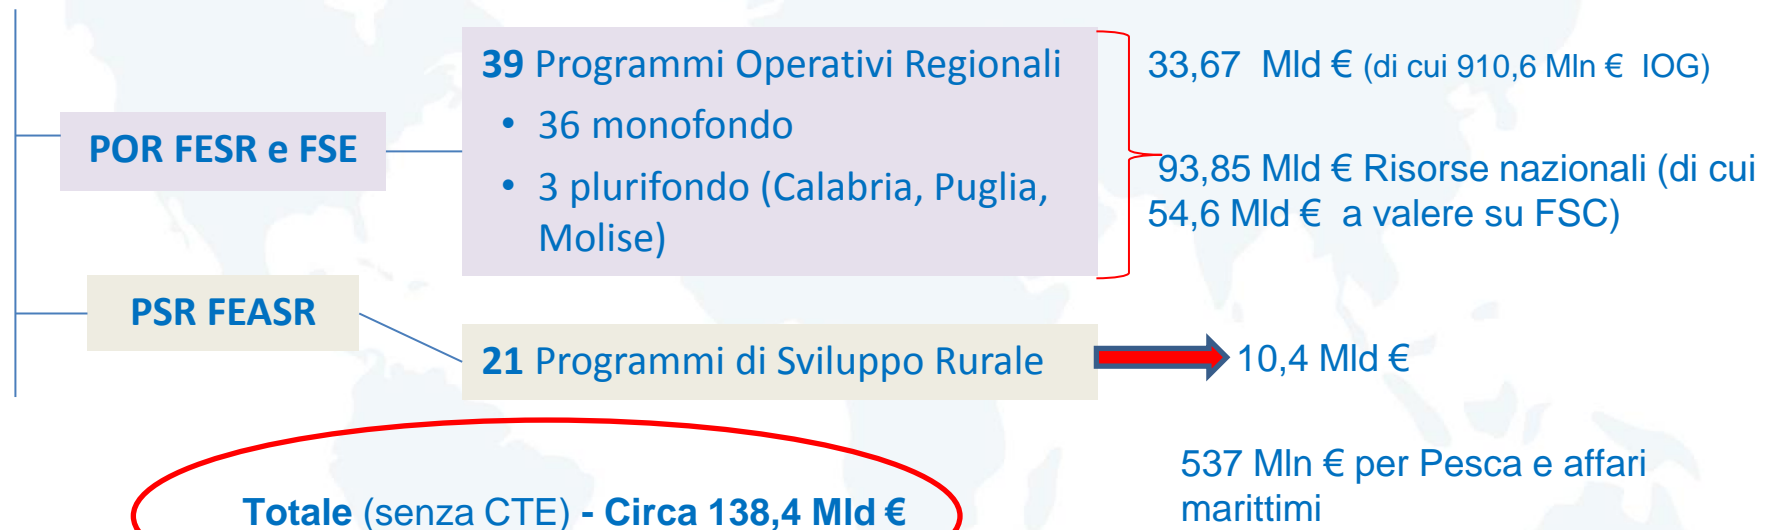 POR FESR e FSE
39 Programmi Operativi Regionali
• 36 monofondo
• 3 plurifondo (Calabria, Puglia,
Molise)
33,67 Mld € (di cui 910,6 Mln € IOG)
93,85 Mld € Risorse nazionali (di cui
54,6 Mld € a valere su FSC)
PSR FEASR
21 Programmi di Sviluppo Rurale
10,4 Mld €
537 Mln € per Pesca e affari
marittimi
Totale (senza CTE) - Circa 138,4 Mld €